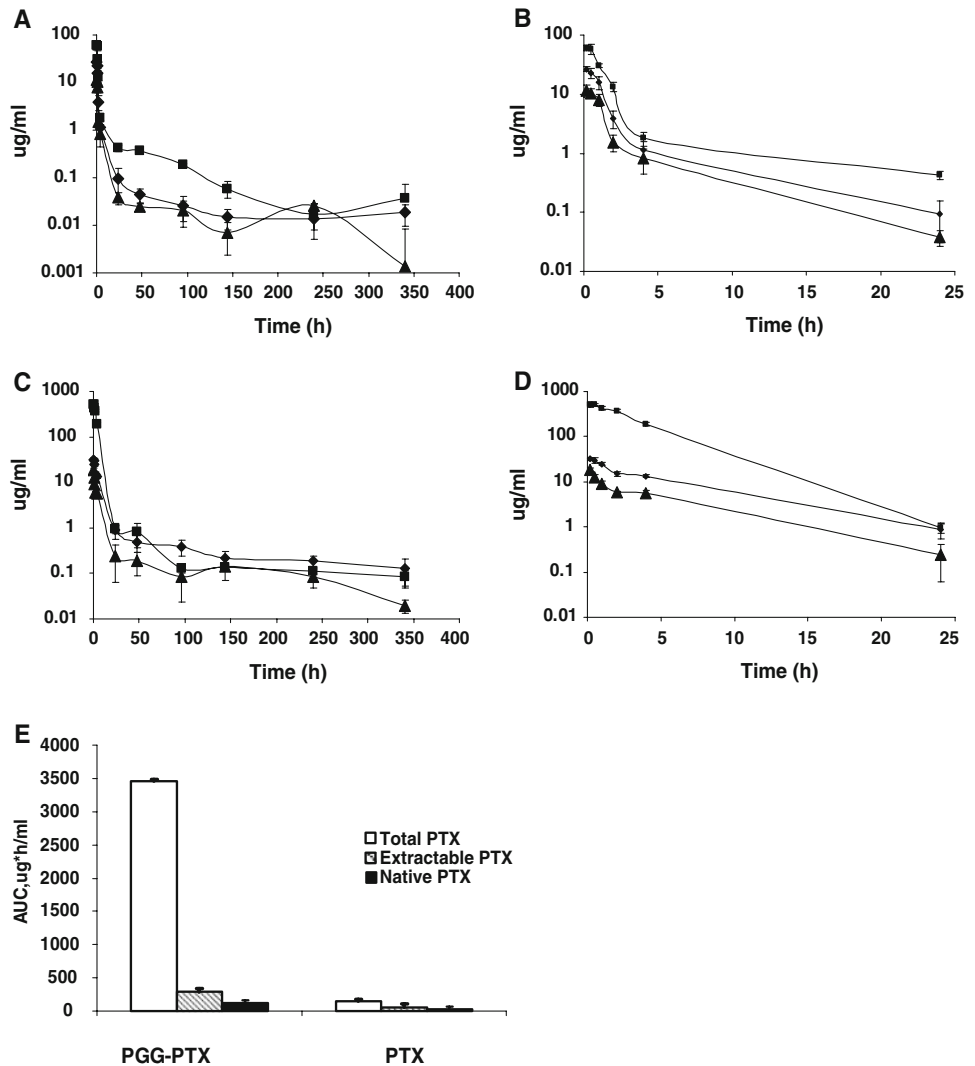 A
100
10
1
0.1
0.01
0.001
ug/ml
0 50 100 150 200 250 300 350 400
Time (h)
B
100
10
1
0.1
0.01
ug/ml
0 5 10 15 20 25
Time (h)
C
1000
100
10
1
0.1
0.01
ug/ml
0 50 100 150 200 250 300 350 400
Time (h)
D
1000
100
10
1
0.1
0.01
ug/ml
0 5 10 15 20 25
Time (h)
E
4000
3500
3000
2500
2000
1500
1000
500
0
AUC,ug*h/ml
Total PTX
Extractable PTX
Native PTX
PGG-PTX PTX